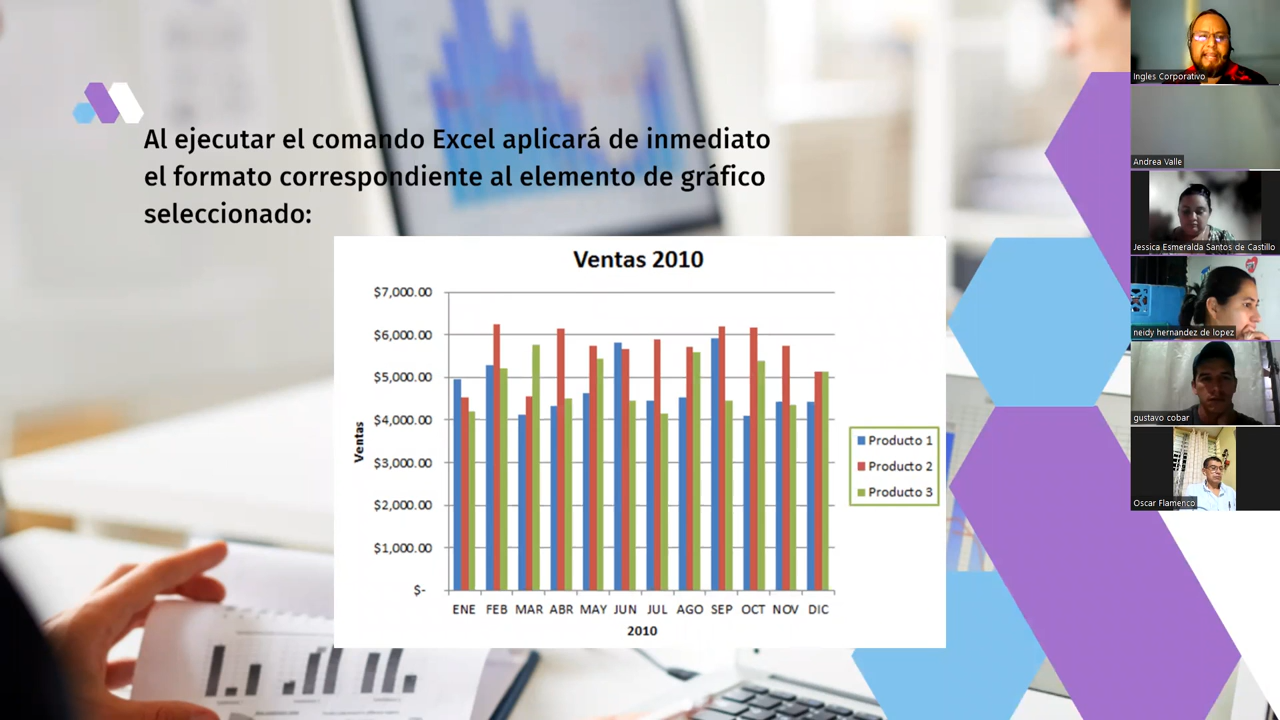 Al ejecutar el comando Excel aplicará de inmediato
el formato correspondiente al elemento de gráfico
seleccionado:
Ventas 2010
$7,000.00
$6,000.00
$5,000.00
$4,000.00
$3,000.00
$2,000.00
$1,000.00
$-
Ventas
ENE FEB MAR ABR MAY JUN JUL AGO SEP OCT NOV DIC
2010
Producto 1
Producto 2
Producto 3
Ingles Corporativo
Andrea Valle
Jessica Esmeralda Santos de Castillo
neidy hernandez de lopez
gustavo cobar
Oscar Flamenco